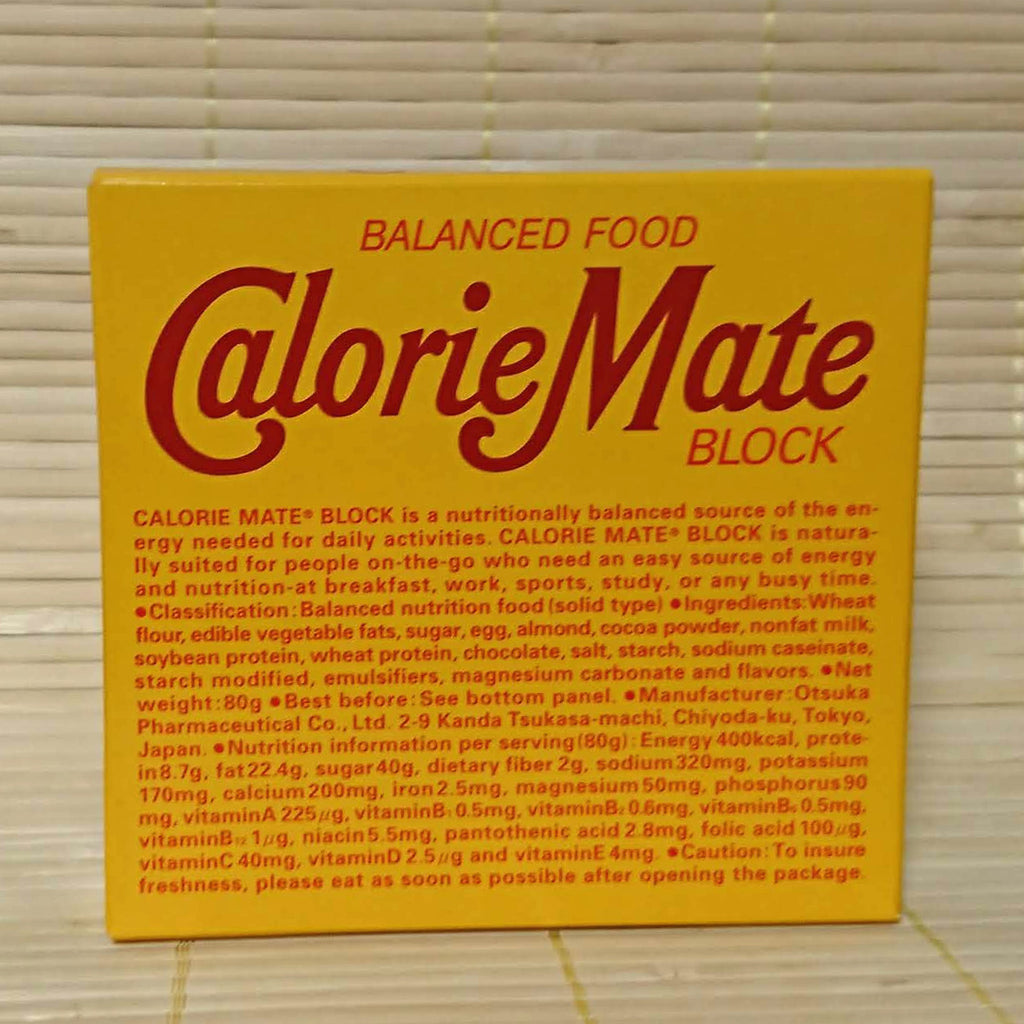 BALANCED FOOD
CalorieMate
BLOCK
CALORIE MATE® BLOCK is a nutritionally balanced source of the en-
ergy needed for daily activities. CALORIE MATE® BLOCK is natura-
lly suited for people on-the-go who need an easy source of energy
and nutrition-at breakfast, work, sports, study, or any busy time.
●Classification:Balanced nutrition food (solid type) ●Ingredients:Wheat
flour, edible vegetable fats, sugar, egg, almond, cocoa powder, nonfat milk,
soybean protein, wheat protein, chocolate, salt, starch, sodium caseinate,
starch modified, emulsifiers, magnesium carbonate and flavors. ●Net
weight:80g ●Best before:See bottom panel. ●Manufacturer:Otsuka
Pharmaceutical Co., Ltd. 2-9 Kanda Tsukasa-machi, Chiyoda-ku, Tokyo,
Japan. ●Nutrition information per serving(80g):Energy 400kcal, prote-
in 8.7g, fat 22.4g, sugar 40g, dietary fiber 2g, sodium 320mg, potassium
170mg, calcium 200mg, iron 2.5mg, magnesium 50mg, phosphorus 90
mg, vitaminA 225μg, vitaminB₁ 0.5mg, vitaminB₂ 0.6mg, vitaminB₆ 0.5mg,
vitaminB₁₂ 1μg, niacin 5.5mg, pantothenic acid 2.8mg, folic acid 100μg,
vitaminC 40mg, vitaminD 2.5μg and vitaminE 4mg. ●Caution:To insure
freshness, please eat as soon as possible after opening the package.